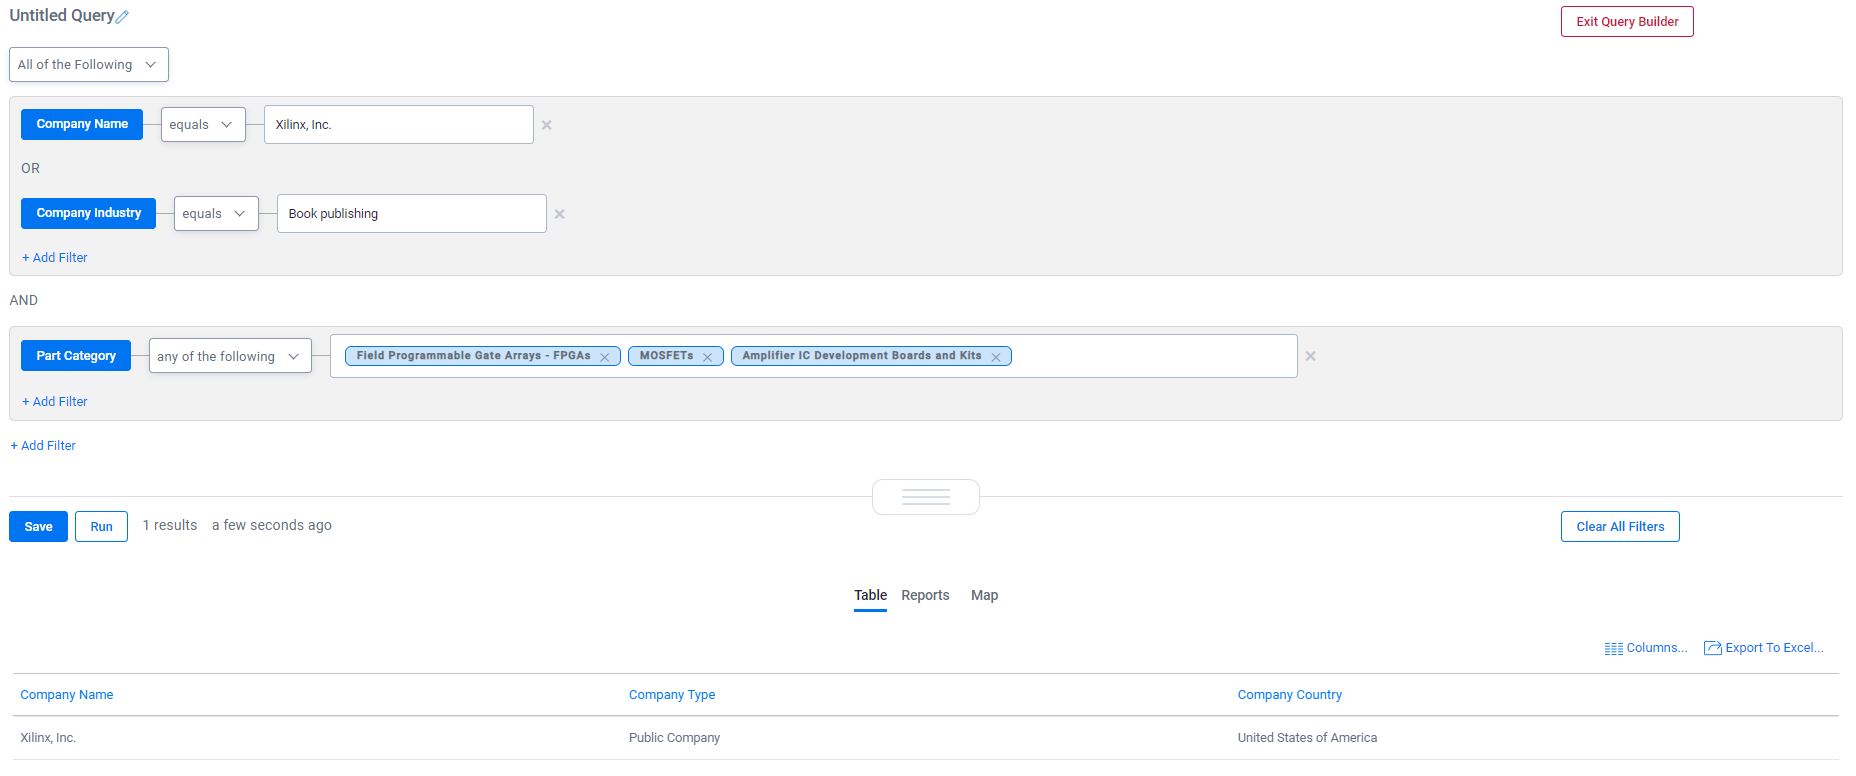 Untitled Query
Exit Query Builder
All of the Following
Company Name equals Xilinx, Inc.
OR
Company Industry equals Book publishing
+ Add Filter
AND
Part Category any of the following Field Programmable Gate Arrays - FPGAs MOSFETs Amplifier IC Development Boards and Kits
+ Add Filter
+ Add Filter
Save Run 1 results a few seconds ago Clear All Filters
Table Reports Map
Columns... Export To Excel...
Company Name Company Type Company Country
Xilinx, Inc. Public Company United States of America